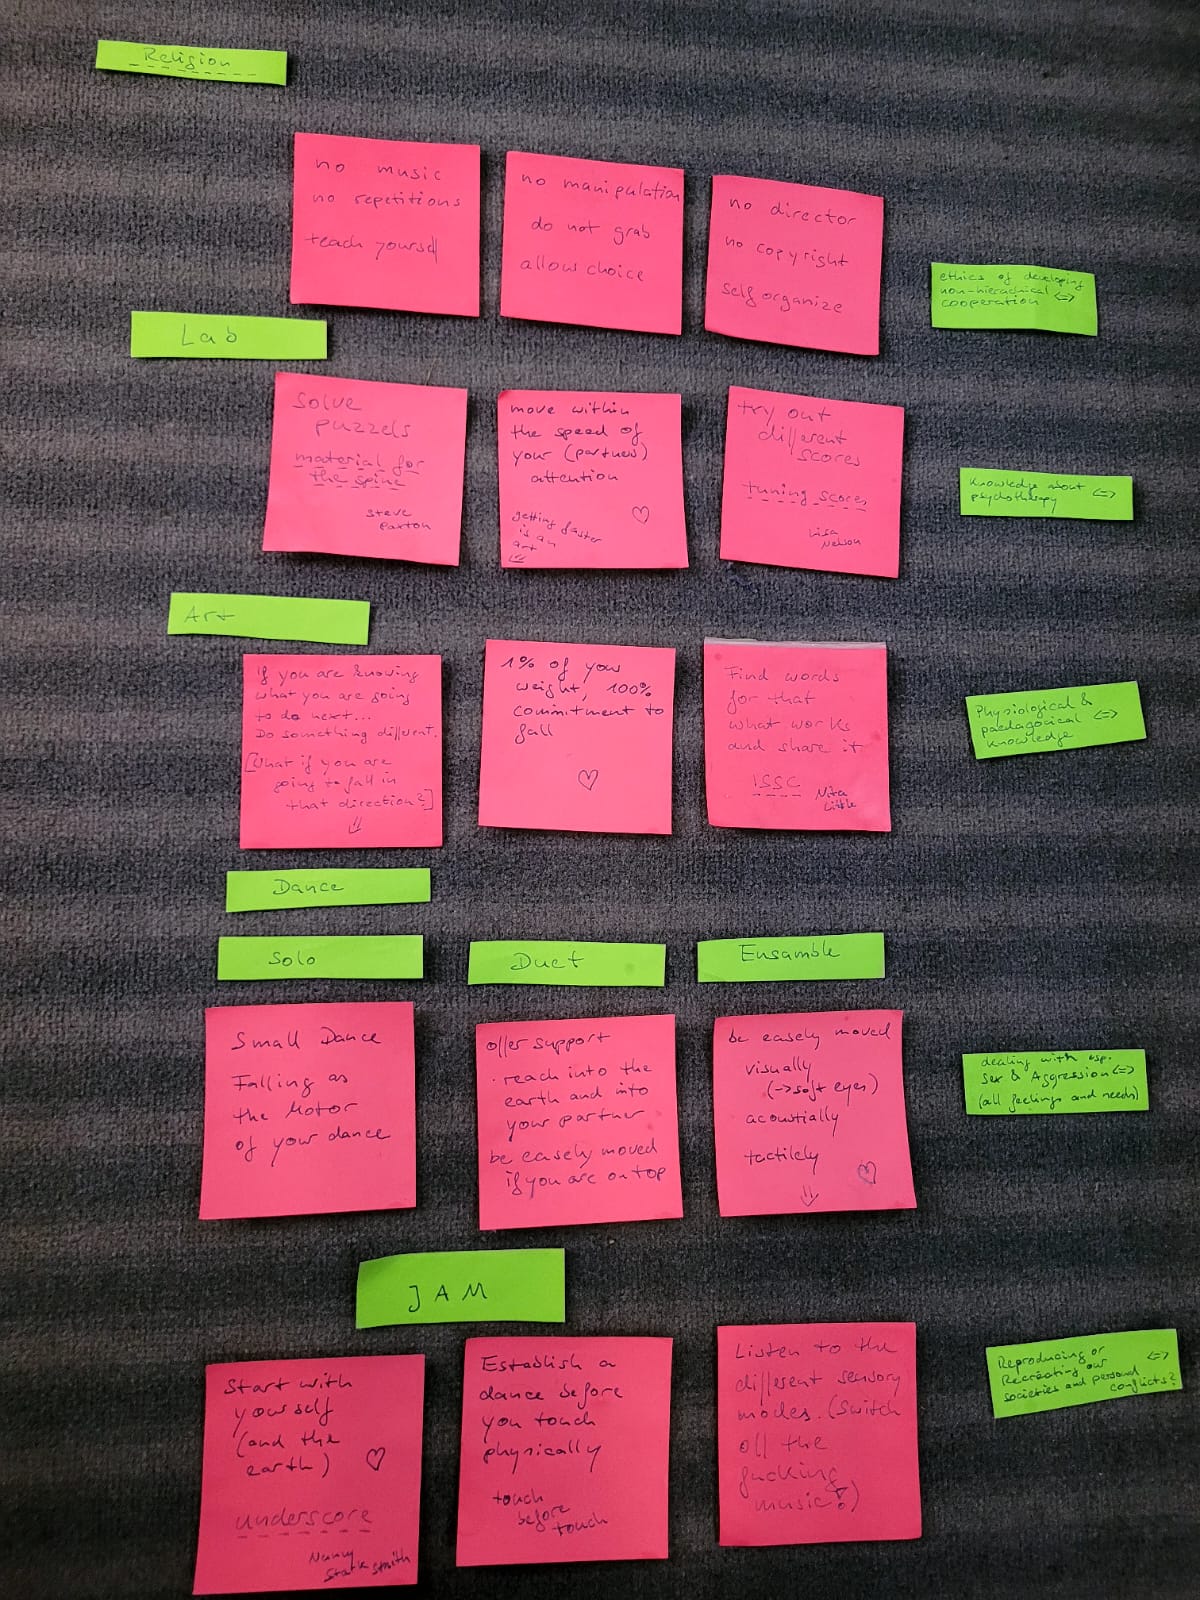 Religion
no music
no repetitions
teach yourself
no manipulation
do not grab
allow choice
no director
no copyright
self organize
ethics of developing
non-hierachical <=>
cooperation
Lab
solve
puzzels
material for
the spine
Steve
Paxton
move within
the speed of
your (partners)
attention
getting faster
is an
art
♡
try out
different
scores
tuning scores
Lisa
Nelson
Knowledge about
psychotherapy <=>
Art
If you are knowing
what you are going
to do next...
Do something different.
[What if you are
going to fall in
that direction?]
1% of your
weight, 100%
commitment to
fall
♡
Find words
for that
what works
and share it
ISSC
Nita
Little
Physiological &
paedagogical <=>
knowledge
Dance
Solo
Duet
Ensamble
Small Dance
Falling as
the Motor
of your dance
offer support
reach into the
earth and into
your partner
be easely moved
if you are on top
be easely moved
visually
(->soft eyes)
acoustially
tactilely
♡
dealing with esp.
Sex & Aggression <=>
(all feelings and needs)
JAM
Start with
yourself
(and the
earth)
♡
underscore
Nancy
Stark Smith
Establish a
dance before
you touch
physically
touch
before
touch
Listen to the
different sensory
modes. (Switch
off the
fucking
music!)
Reproducing or <=>
Recreating our
societies and personal
conflicts?